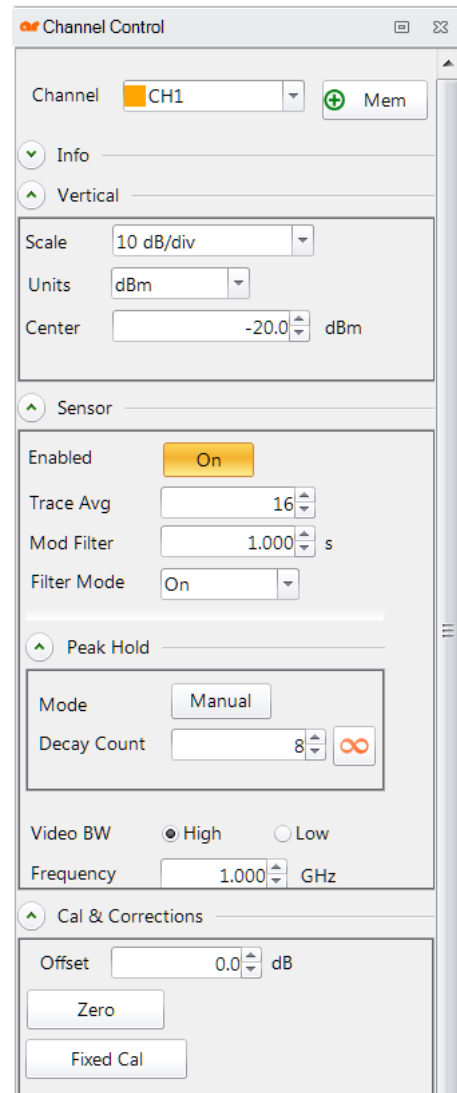 Channel Control
Channel CH1 Mem
Info
Vertical
Scale 10 dB/div
Units dBm
Center -20.0 dBm
Sensor
Enabled On
Trace Avg 16
Mod Filter 1.000 s
Filter Mode On
Peak Hold
Mode Manual
Decay Count 8 ∞
Video BW High Low
Frequency 1.000 GHz
Cal & Corrections
Offset 0.0 dB
Zero
Fixed Cal